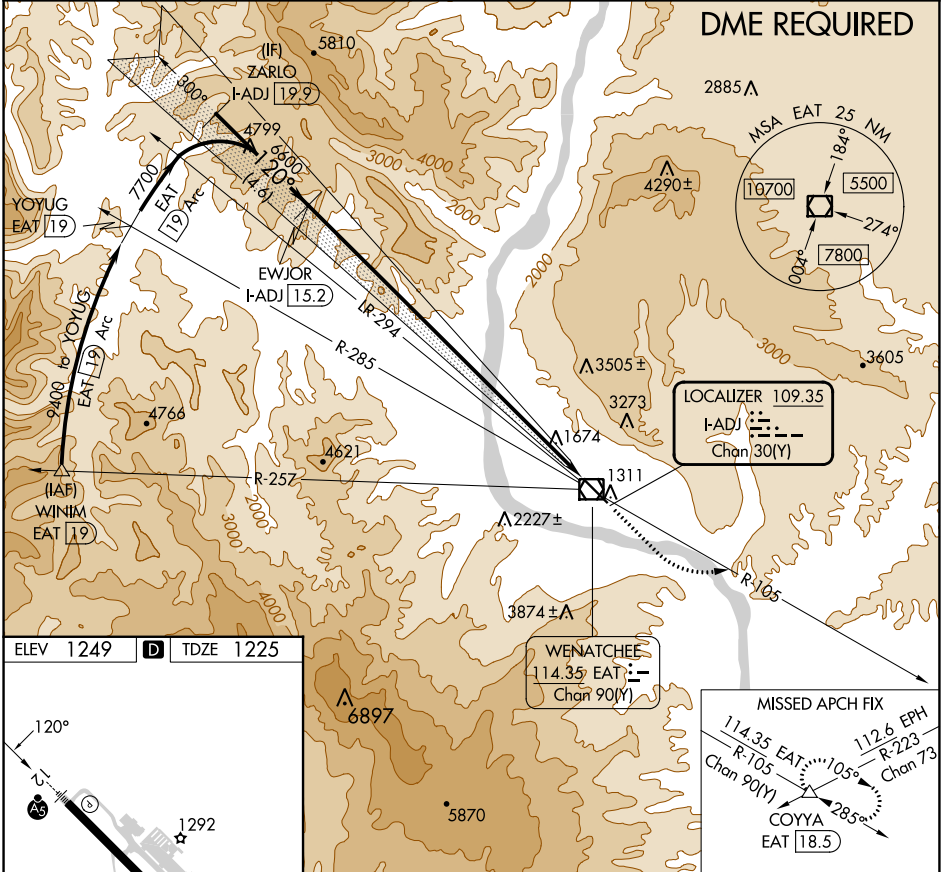 DME REQUIRED
5810
(IF)
ZARLO
I-ADJ 19.9
2885
300°
MSA EAT 25 NM
184°
10700
5500
274°
004°
7800
4799
6600
120°
(4.6)
3000
4000
2000
4290±
7700
EAT
19 Arc
YOYUG
EAT 19
EWJOR
I-ADJ 15.2
LR-294
2000
R-285
9400 to YOYUG
EAT 19 Arc
3000
3605
3505±
3273
LOCALIZER 109.35
I-ADJ
Chan 30(Y)
4766
4621
1674
1311
R-257
(IAF)
WINIM
EAT 19
2000
3000
4000
2227±
R-105
3874±
WENATCHEE
114.35 EAT
Chan 90(Y)
ELEV 1249 D TDZE 1225
6897
5870
120°
12
A5
P
1292
MISSED APCH FIX
114.35 EAT
R-105
Chan 90(Y)
112.6 EPH
R-223
Chan 73
105°
285°
COYYA
EAT 18.5